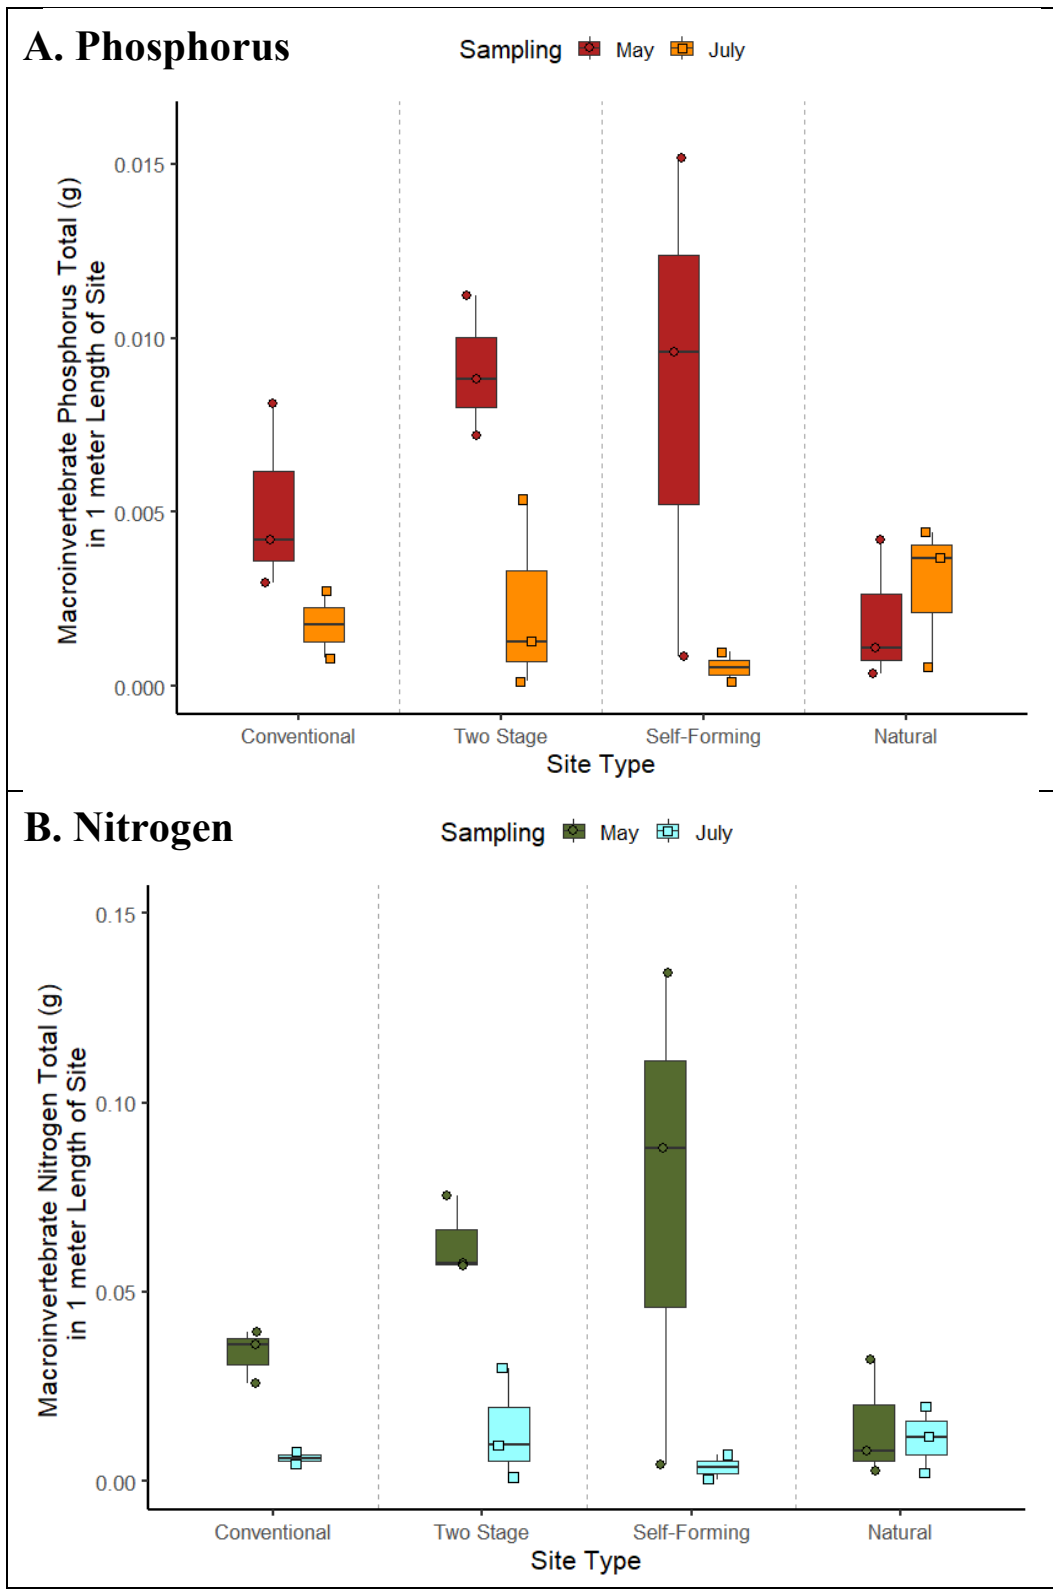 A. Phosphorus
Sampling May July
Macroinvertebrate Phosphorus Total (g)
in 1 meter Length of Site
0.015
0.010
0.005
0.000
Conventional Two Stage Self-Forming Natural
Site Type
B. Nitrogen
Sampling May July
Macroinvertebrate Nitrogen Total (g)
in 1 meter Length of Site
0.15
0.10
0.05
0.00
Conventional Two Stage Self-Forming Natural
Site Type